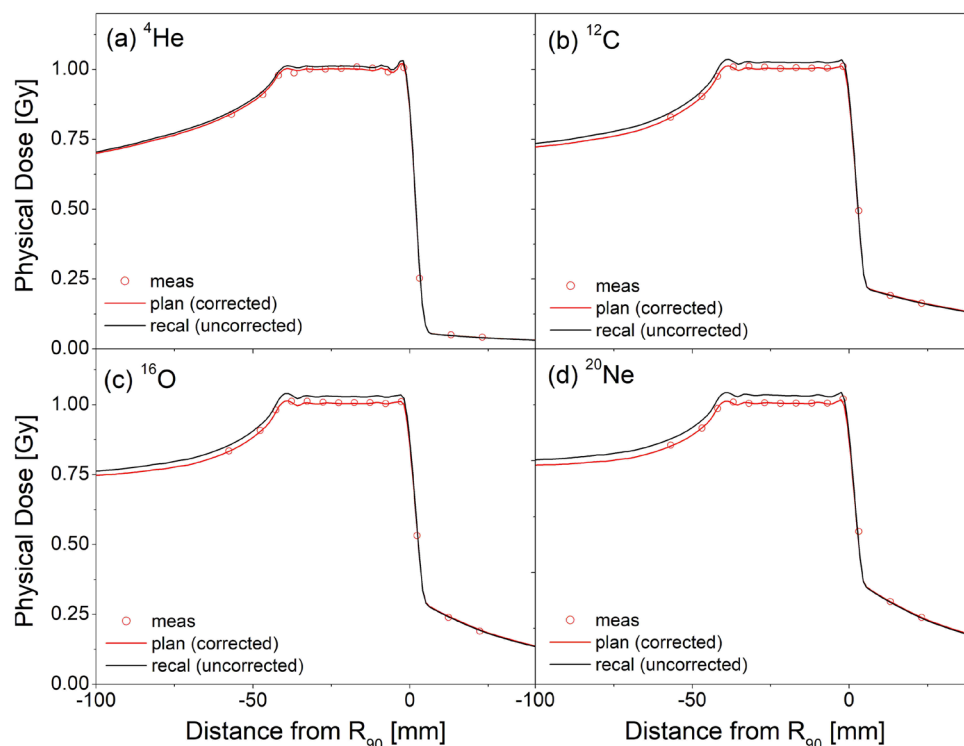 (a) ⁴He
(b) ¹²C
1.00
0.75
0.50
0.25
0.00
Physical Dose [Gy]
meas
plan (corrected)
recal (uncorrected)
meas
plan (corrected)
recal (uncorrected)
(c) ¹⁶O
(d) ²⁰Ne
1.00
0.75
0.50
0.25
0.00
Physical Dose [Gy]
meas
plan (corrected)
recal (uncorrected)
meas
plan (corrected)
recal (uncorrected)
-100 -50 0 -100 -50 0
Distance from R₉₀ [mm]
Distance from R₉₀ [mm]